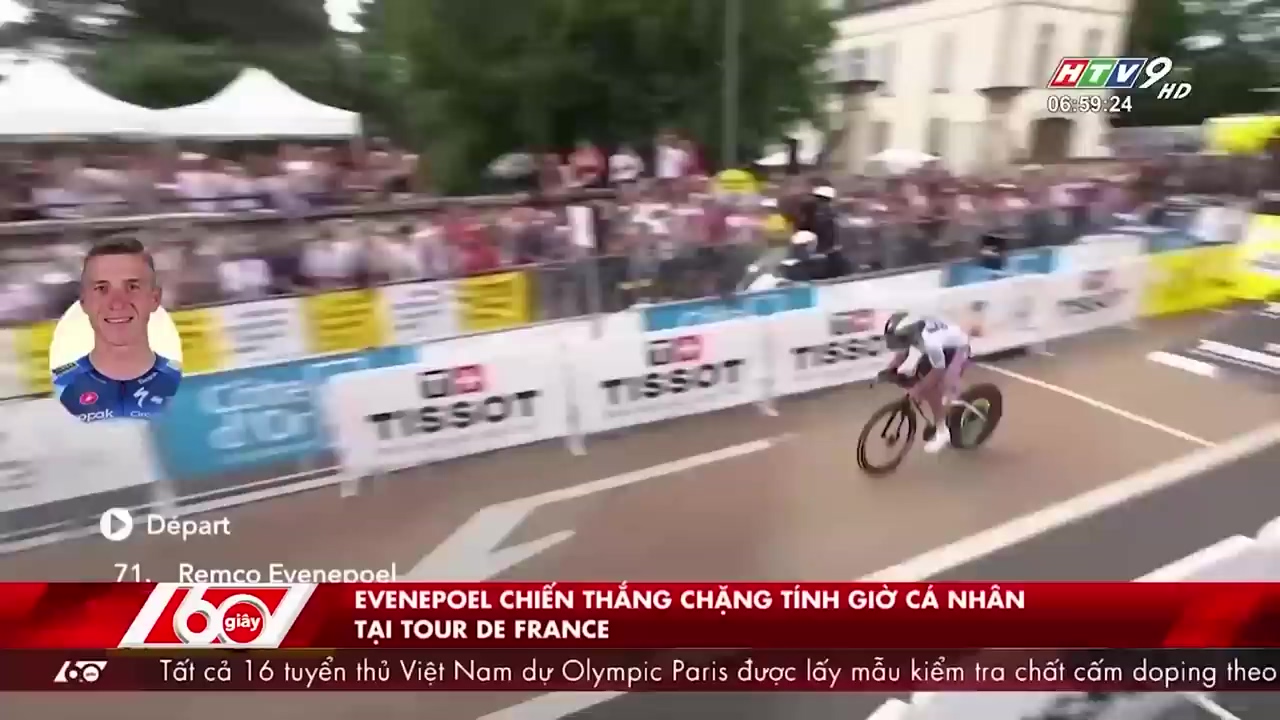 HTV9 HD
06:59:24
TISSOT
TISSOT
TISSOT
TISSOT
Départ
71. Remco Evenepoel
60 giây
EVENEPOEL CHIẾN THẮNG CHẶNG TÍNH GIỜ CÁ NHÂN
TẠI TOUR DE FRANCE
60 giây
Tất cả 16 tuyển thủ Việt Nam dự Olympic Paris được lấy mẫu kiểm tra chất cấm doping theo